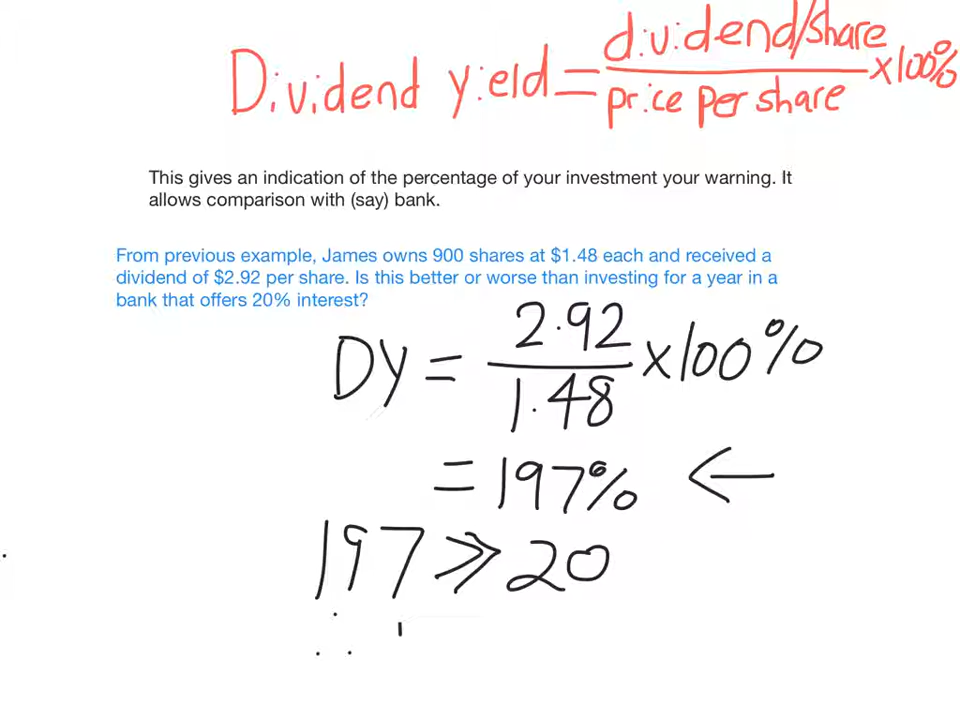 Dividend yield = dividend/share / price per share x100%
This gives an indication of the percentage of your investment your warning. It
allows comparison with (say) bank.
From previous example, James owns 900 shares at $1.48 each and received a
dividend of $2.92 per share. Is this better or worse than investing for a year in a
bank that offers 20% interest?
DY = 2.92 / 1.48 x100%
= 197% ←
197 >> 20
∴